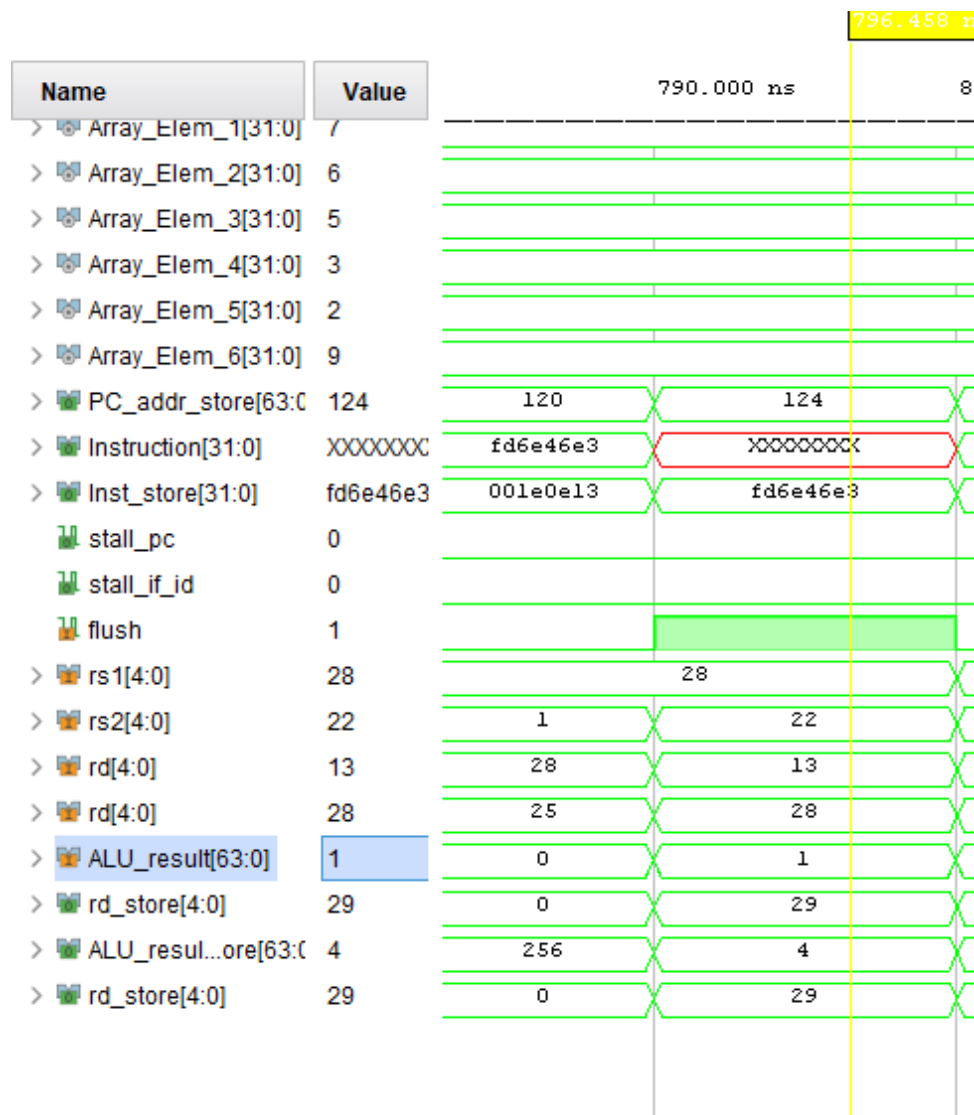 796.458 n
Name Value 790.000 ns 8
Array_Elem_1[31:0] 7
Array_Elem_2[31:0] 6
Array_Elem_3[31:0] 5
Array_Elem_4[31:0] 3
Array_Elem_5[31:0] 2
Array_Elem_6[31:0] 9
PC_addr_store[63:0 124 120 124
Instruction[31:0] XXXXXXXX fd6e46e3 XXXXXXXX
Inst_store[31:0] fd6e46e3 001e0e13 fd6e46e3
stall_pc 0
stall_if_id 0
flush 1
rs1[4:0] 28 28
rs2[4:0] 22 1 22
rd[4:0] 13 28 13
rd[4:0] 28 25 28
ALU_result[63:0] 1 0 1
rd_store[4:0] 29 0 29
ALU_resul...ore[63:0 4 256 4
rd_store[4:0] 29 0 29